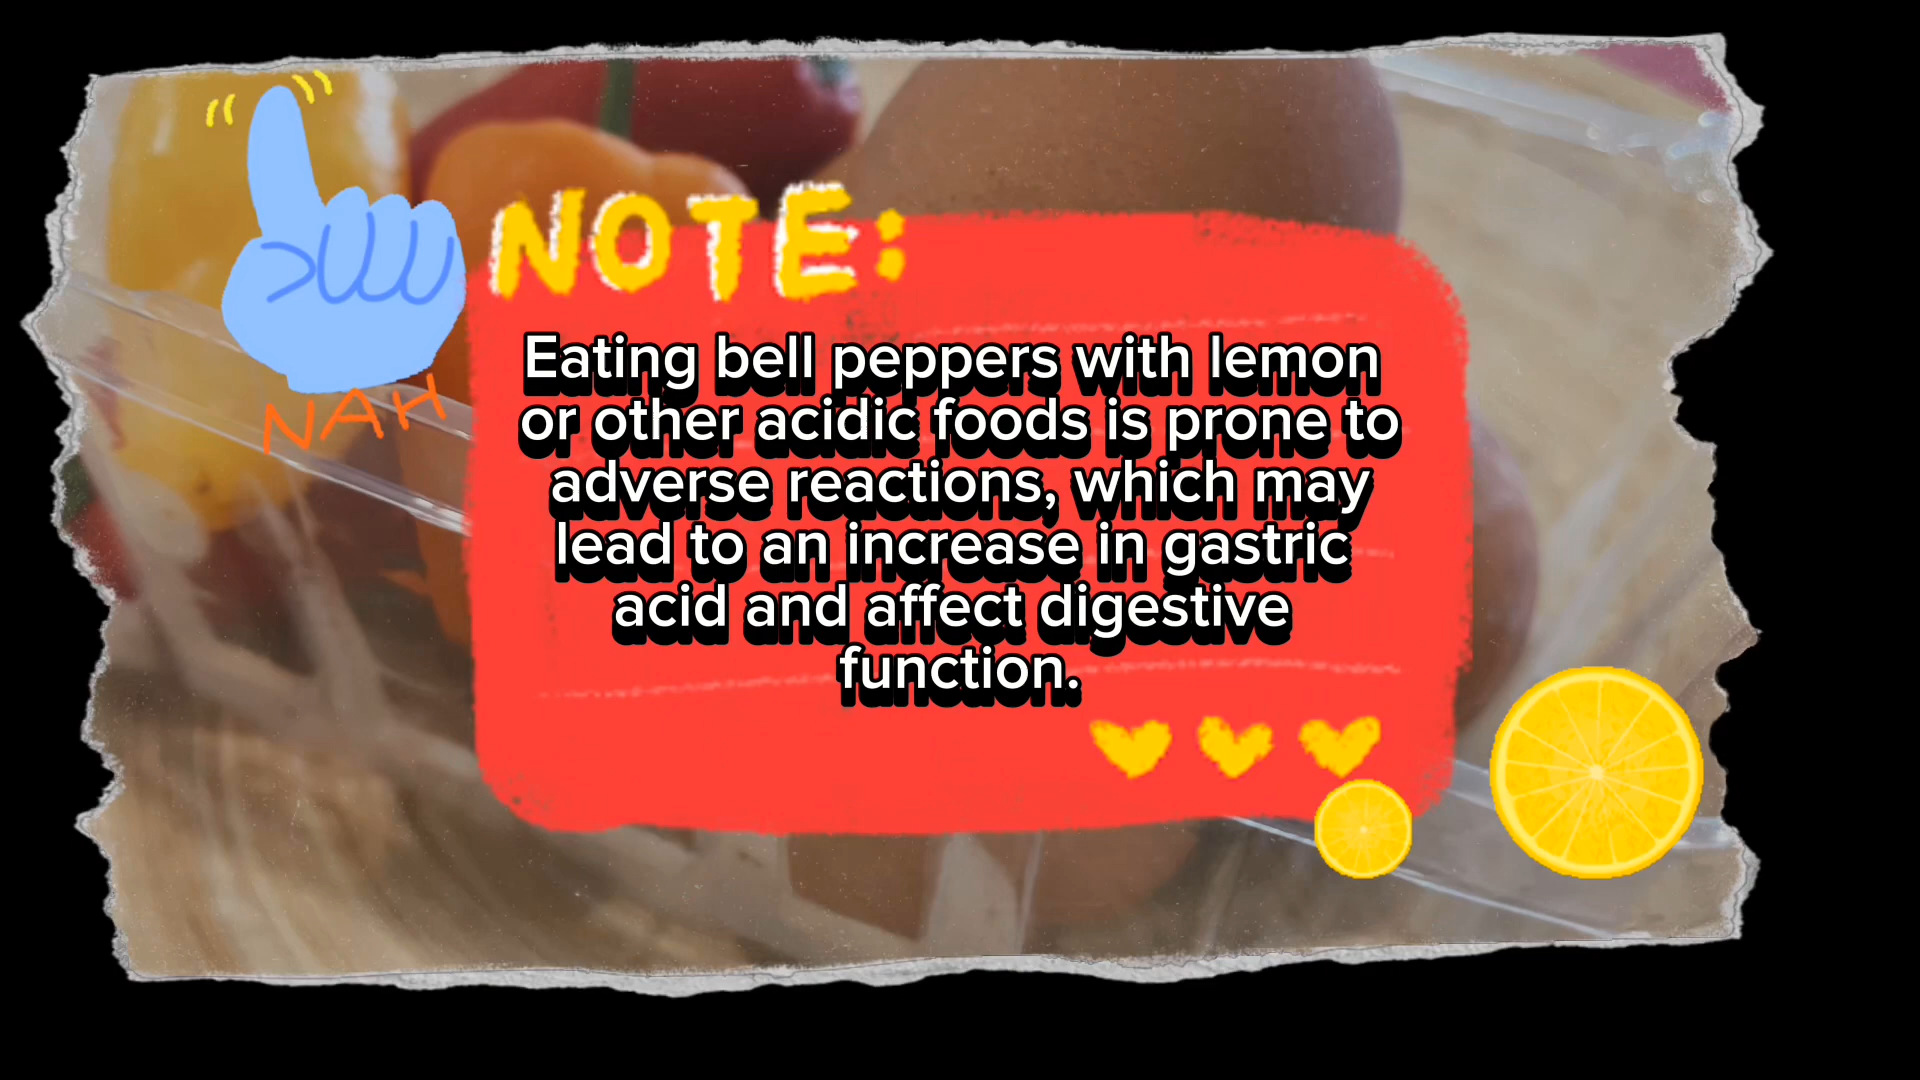 NOTE:
NAH
Eating bell peppers with lemon
or other acidic foods is prone to
adverse reactions, which may
lead to an increase in gastric
acid and affect digestive
function.